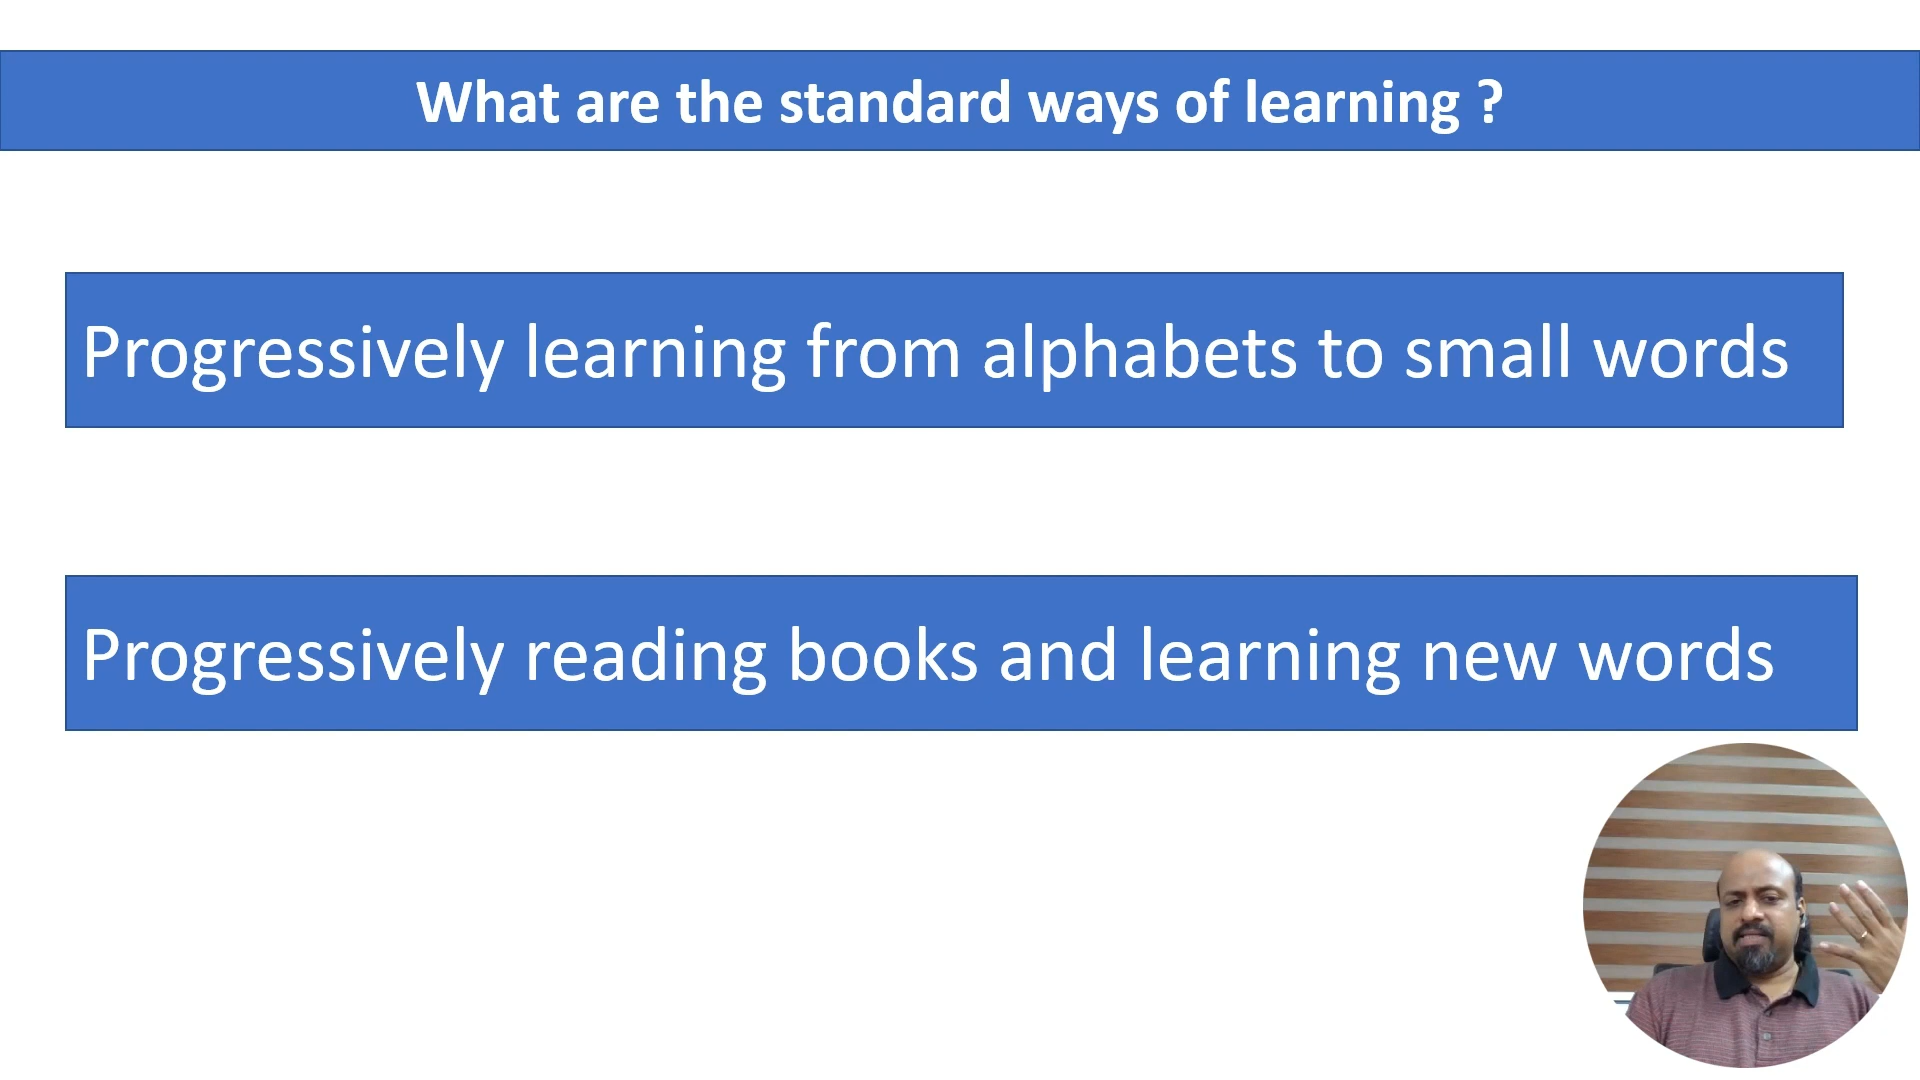 What are the standard ways of learning ?
Progressively learning from alphabets to small words
Progressively reading books and learning new words